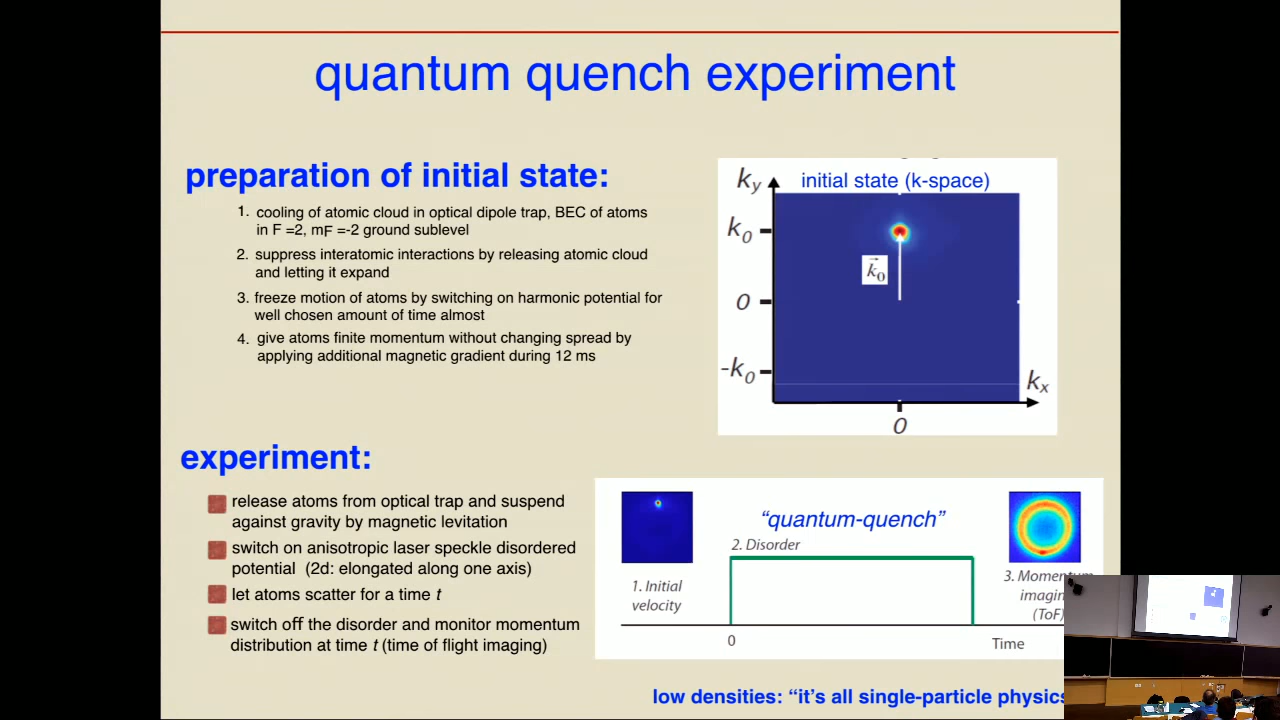 quantum quench experiment
preparation of initial state:
1. cooling of atomic cloud in optical dipole trap, BEC of atoms
in F =2, mF =-2 ground sublevel
2. suppress interatomic interactions by releasing atomic cloud
and letting it expand
3. freeze motion of atoms by switching on harmonic potential for
well chosen amount of time almost
4. give atoms finite momentum without changing spread by
applying additional magnetic gradient during 12 ms
ky
initial state (k-space)
k0
k0
0
-k0
kx
0
experiment:
release atoms from optical trap and suspend
against gravity by magnetic levitation
switch on anisotropic laser speckle disordered
potential (2d: elongated along one axis)
let atoms scatter for a time t
switch off the disorder and monitor momentum
distribution at time t (time of flight imaging)
“quantum-quench”
2. Disorder
1. Initial
velocity
3. Momentum
imagin
(ToF)
0
Time
low densities: “it’s all single-particle physics